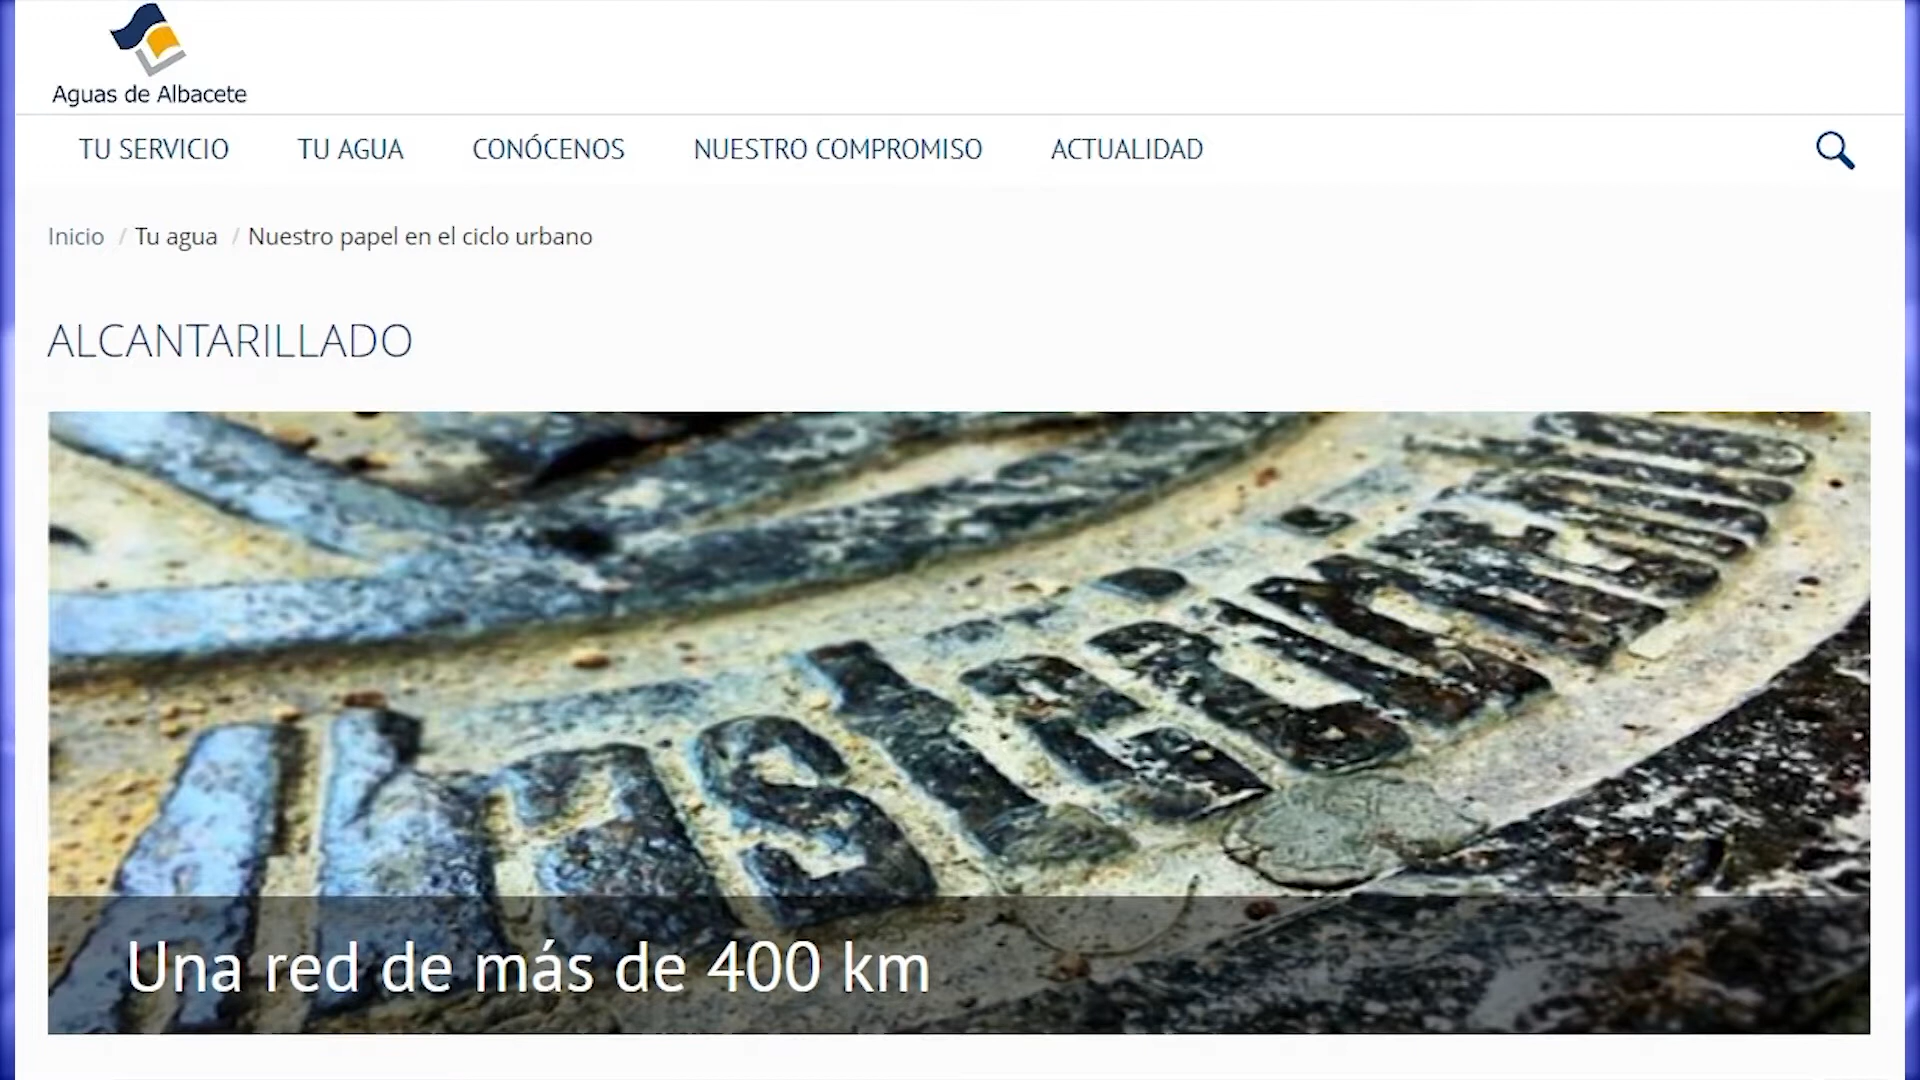 Aguas de Albacete
TU SERVICIO TU AGUA CONÓCENOS NUESTRO COMPROMISO ACTUALIDAD
Inicio / Tu agua / Nuestro papel en el ciclo urbano
ALCANTARILLADO
Una red de más de 400 km